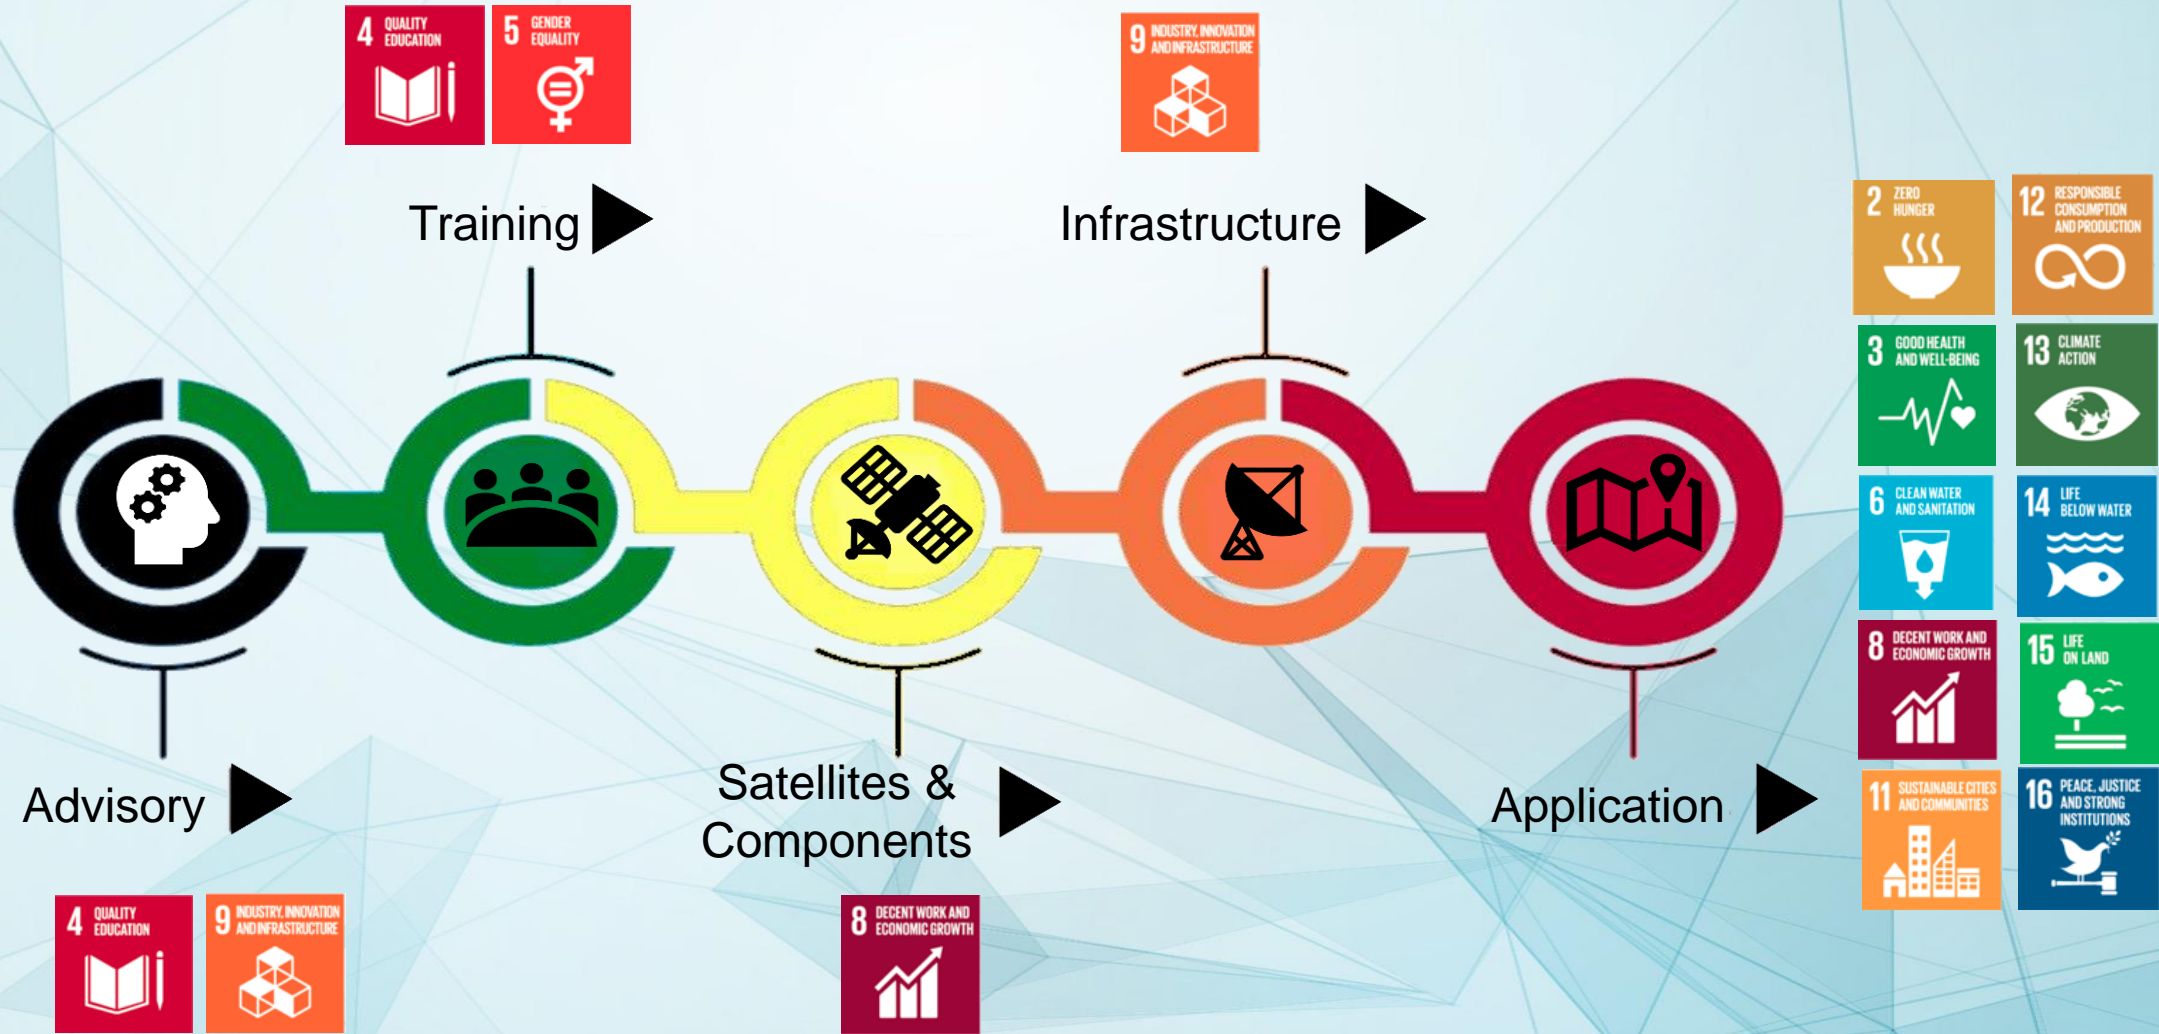 4 QUALITY
EDUCATION
5 GENDER
EQUALITY
9 INDUSTRY, INNOVATION
AND INFRASTRUCTURE
Training
Infrastructure
2 ZERO
HUNGER
12 RESPONSIBLE
CONSUMPTION
AND PRODUCTION
3 GOOD HEALTH
AND WELL-BEING
13 CLIMATE
ACTION
6 CLEAN WATER
AND SANITATION
14 LIFE
BELOW WATER
8 DECENT WORK AND
ECONOMIC GROWTH
15 LIFE
ON LAND
11 SUSTAINABLE CITIES
AND COMMUNITIES
16 PEACE, JUSTICE
AND STRONG
INSTITUTIONS
Advisory
Satellites &
Components
Application
4 QUALITY
EDUCATION
9 INDUSTRY, INNOVATION
AND INFRASTRUCTURE
8 DECENT WORK AND
ECONOMIC GROWTH